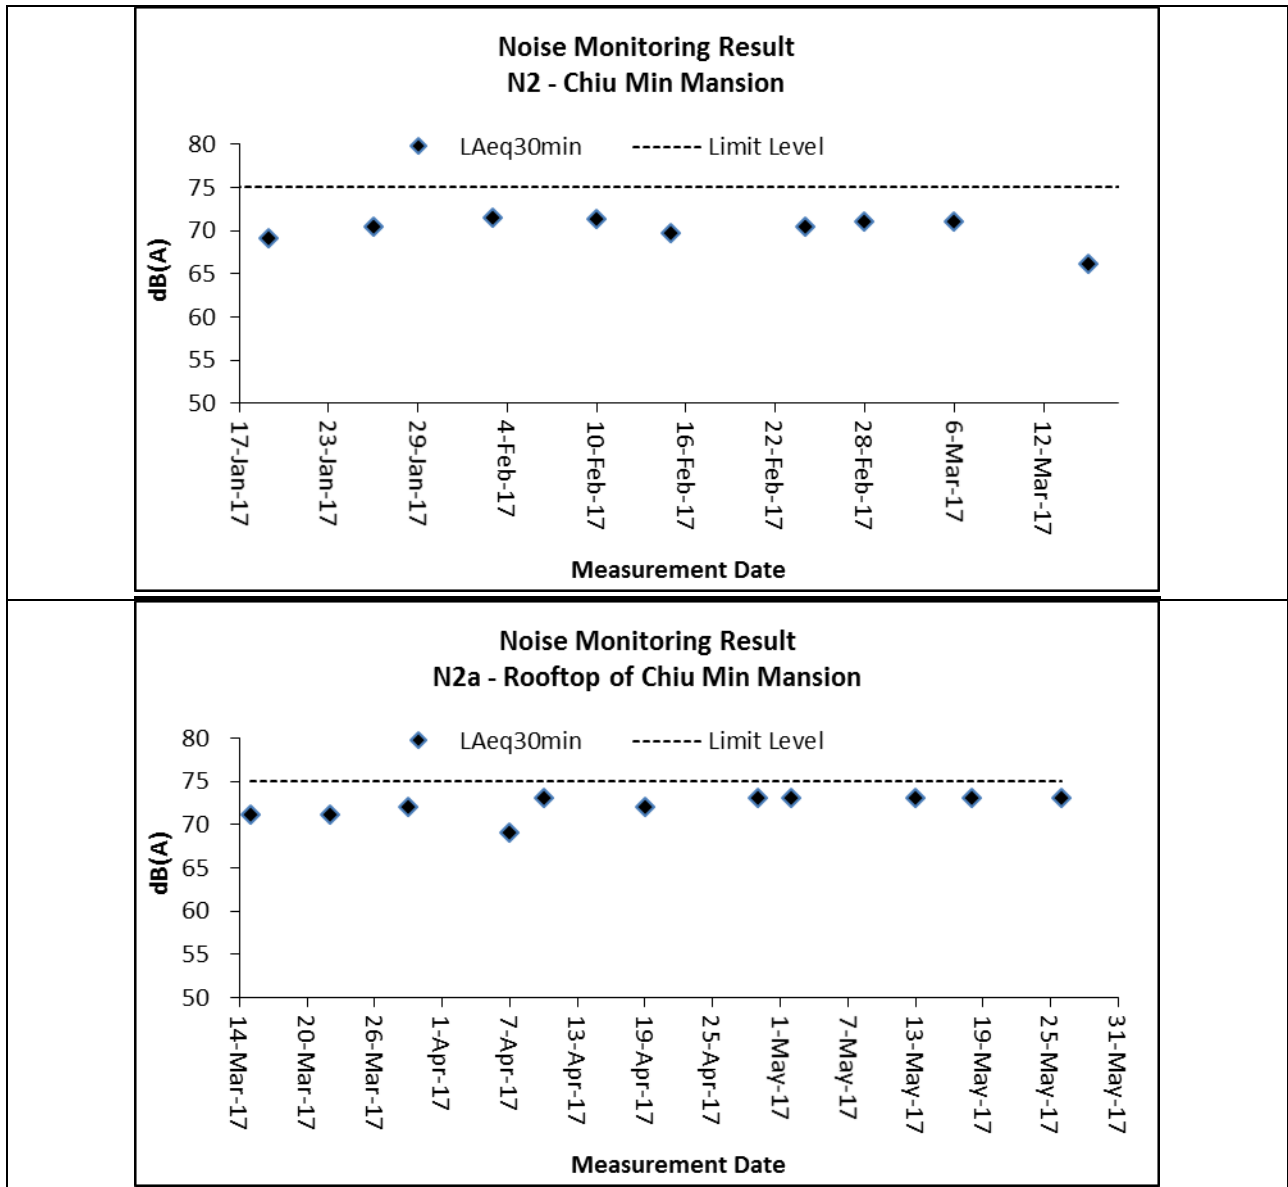 Noise Monitoring Result
N2 - Chiu Min Mansion
LAeq30min
Limit Level
80
75
70
65
60
55
50
dB(A)
17-Jan-17
23-Jan-17
29-Jan-17
4-Feb-17
10-Feb-17
16-Feb-17
22-Feb-17
28-Feb-17
6-Mar-17
12-Mar-17
Measurement Date
Noise Monitoring Result
N2a - Rooftop of Chiu Min Mansion
LAeq30min
Limit Level
80
75
70
65
60
55
50
dB(A)
14-Mar-17
20-Mar-17
26-Mar-17
1-Apr-17
7-Apr-17
13-Apr-17
19-Apr-17
25-Apr-17
1-May-17
7-May-17
13-May-17
19-May-17
25-May-17
31-May-17
Measurement Date